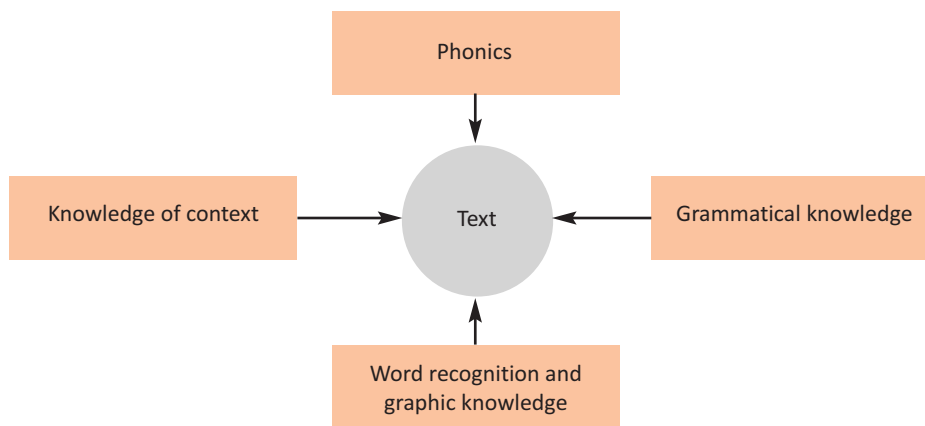 Phonics
Knowledge of context
Text
Grammatical knowledge
Word recognition and
graphic knowledge